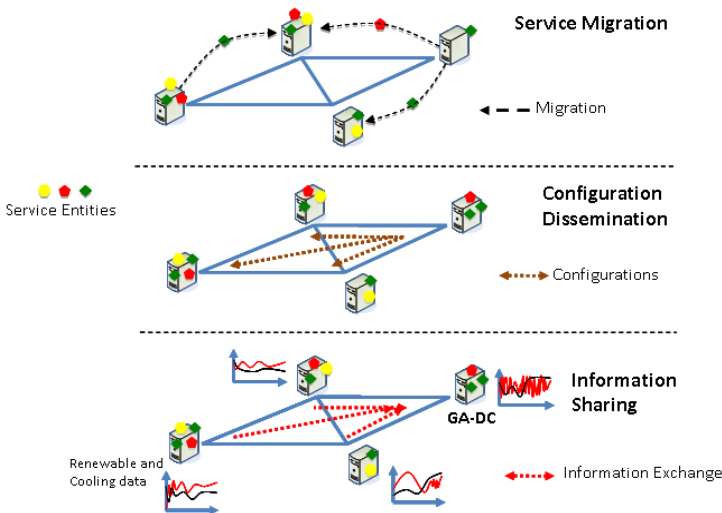 Service Migration
Migration
Service Entities
Configuration
Dissemination
Configurations
Information
Sharing
GA-DC
Renewable and
Cooling data
Information Exchange